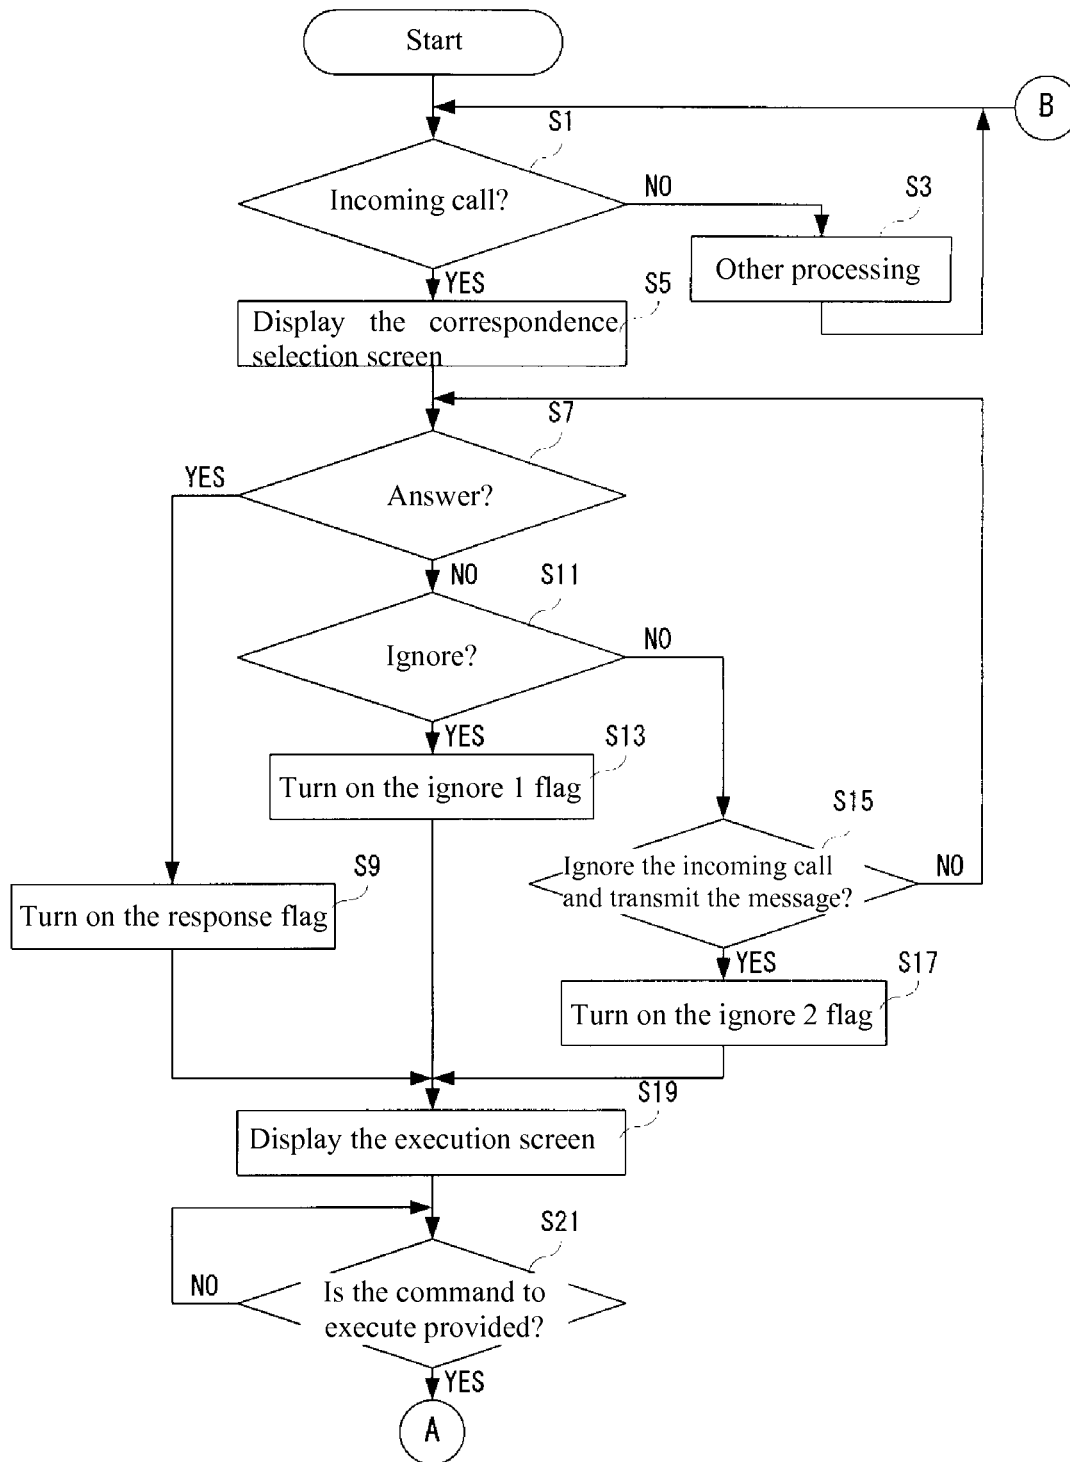 Start
B
S1
Incoming call?
NO
S3
Other processing
YES
S5
Display the correspondence
selection screen
S7
YES
Answer?
NO
S11
Ignore?
NO
YES
S13
Turn on the ignore 1 flag
S15
Ignore the incoming call
and transmit the message?
NO
S9
Turn on the response flag
YES
S17
Turn on the ignore 2 flag
S19
Display the execution screen
S21
NO
Is the command to
execute provided?
YES
A